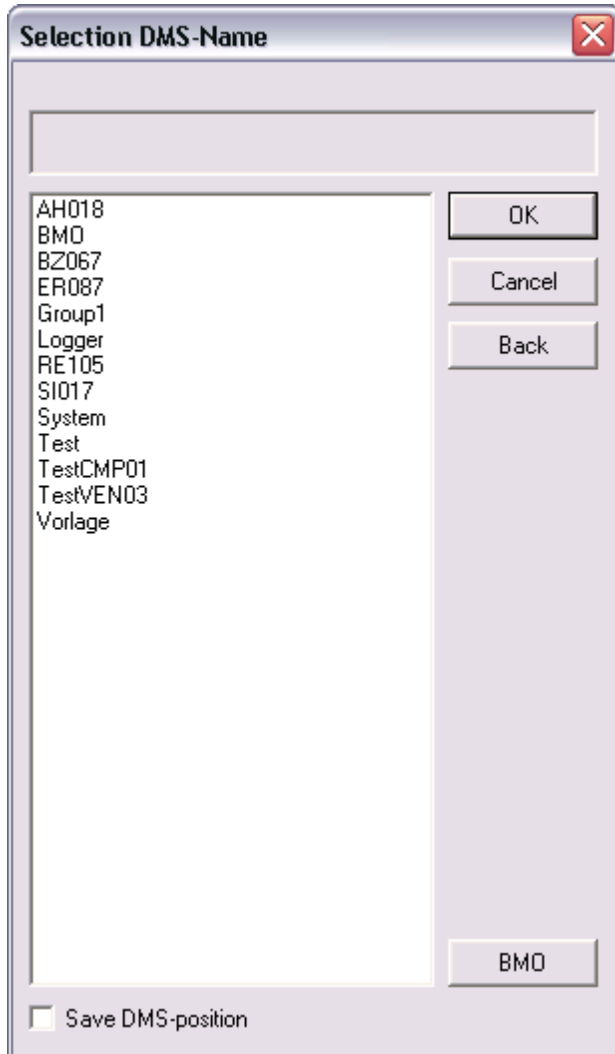 Selection DMS-Name
AH018
BMO
BZ067
ER087
Group1
Logger
RE105
SI017
System
Test
TestCMP01
TestVEN03
Vorlage
OK
Cancel
Back
BMO
Save DMS-position